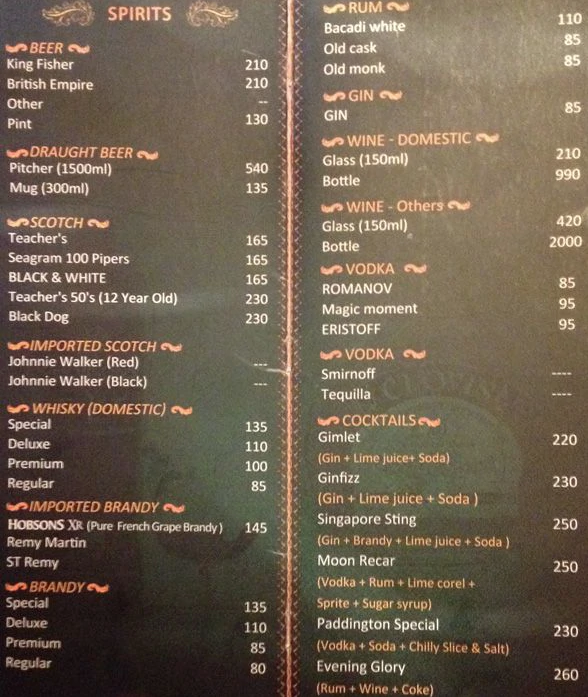 SPIRITS
BEER
King Fisher 210
British Empire 210
Other --
Pint 130
DRAUGHT BEER
Pitcher (1500ml) 540
Mug (300ml) 135
SCOTCH
Teacher's 165
Seagram 100 Pipers 165
BLACK & WHITE 165
Teacher's 50's (12 Year Old) 230
Black Dog 230
IMPORTED SCOTCH
Johnnie Walker (Red) ---
Johnnie Walker (Black) ---
WHISKY (DOMESTIC)
Special 135
Deluxe 110
Premium 100
Regular 85
IMPORTED BRANDY
HOBSONS XR (Pure French Grape Brandy) 145
Remy Martin
ST Remy
BRANDY
Special 135
Deluxe 110
Premium 85
Regular 80
RUM
Bacadi white 110
Old cask 85
Old monk 85
GIN
GIN 85
WINE - DOMESTIC
Glass (150ml) 210
Bottle 990
WINE - Others
Glass (150ml) 420
Bottle 2000
VODKA
ROMANOV 85
Magic moment 95
ERISTOFF 95
VODKA
Smirnoff ----
Tequilla ----
COCKTAILS
Gimlet 220
(Gin + Lime juice+ Soda)
Ginfizz 230
(Gin + Lime juice + Soda )
Singapore Sting 250
(Gin + Brandy + Lime juice + Soda )
Moon Recar 250
(Vodka + Rum + Lime corel +
Sprite + Sugar syrup)
Paddington Special 230
(Vodka + Soda + Chilly Slice & Salt)
Evening Glory 260
(Rum + Wine + Coke)